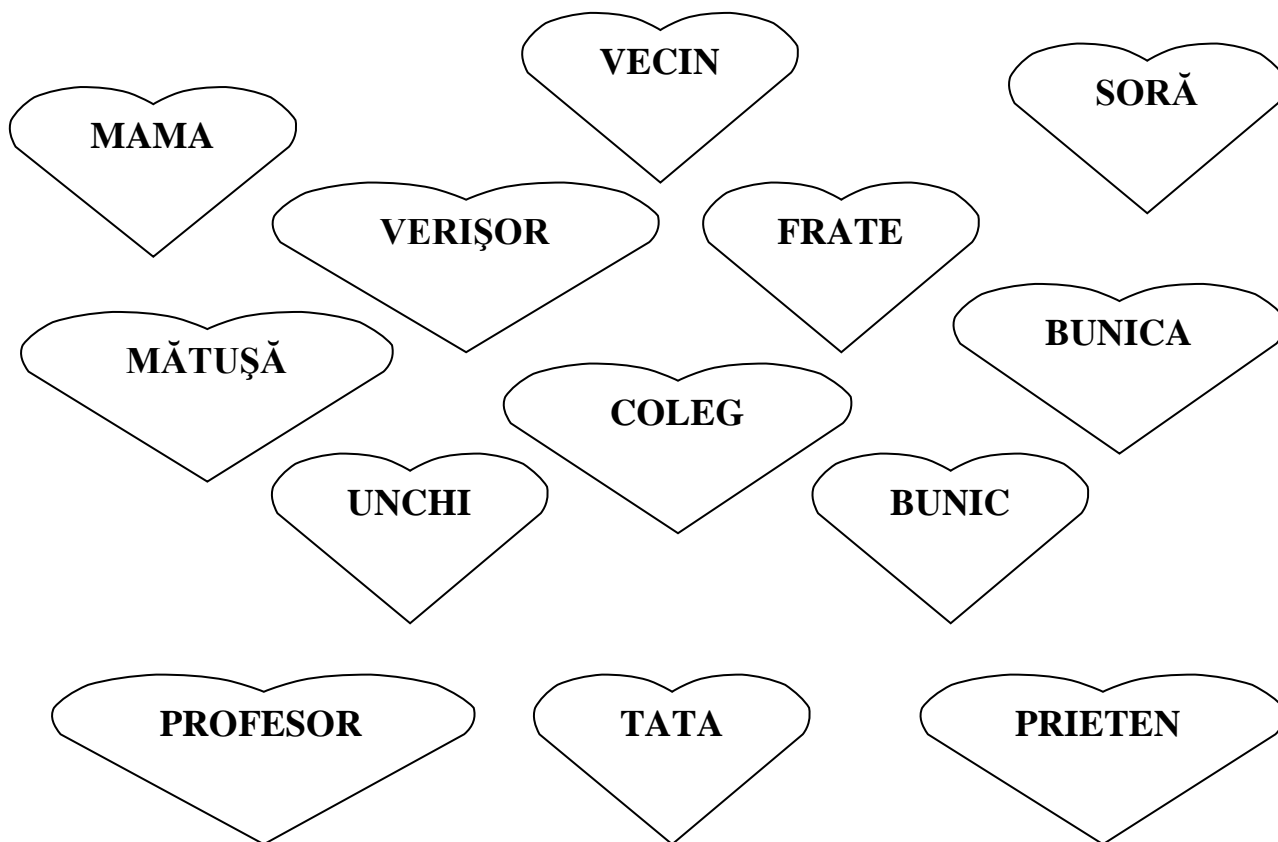 VECIN
SORĂ
MAMA
VERIŞOR
FRATE
BUNICA
MĂTUŞĂ
COLEG
UNCHI
BUNIC
PROFESOR
TATA
PRIETEN